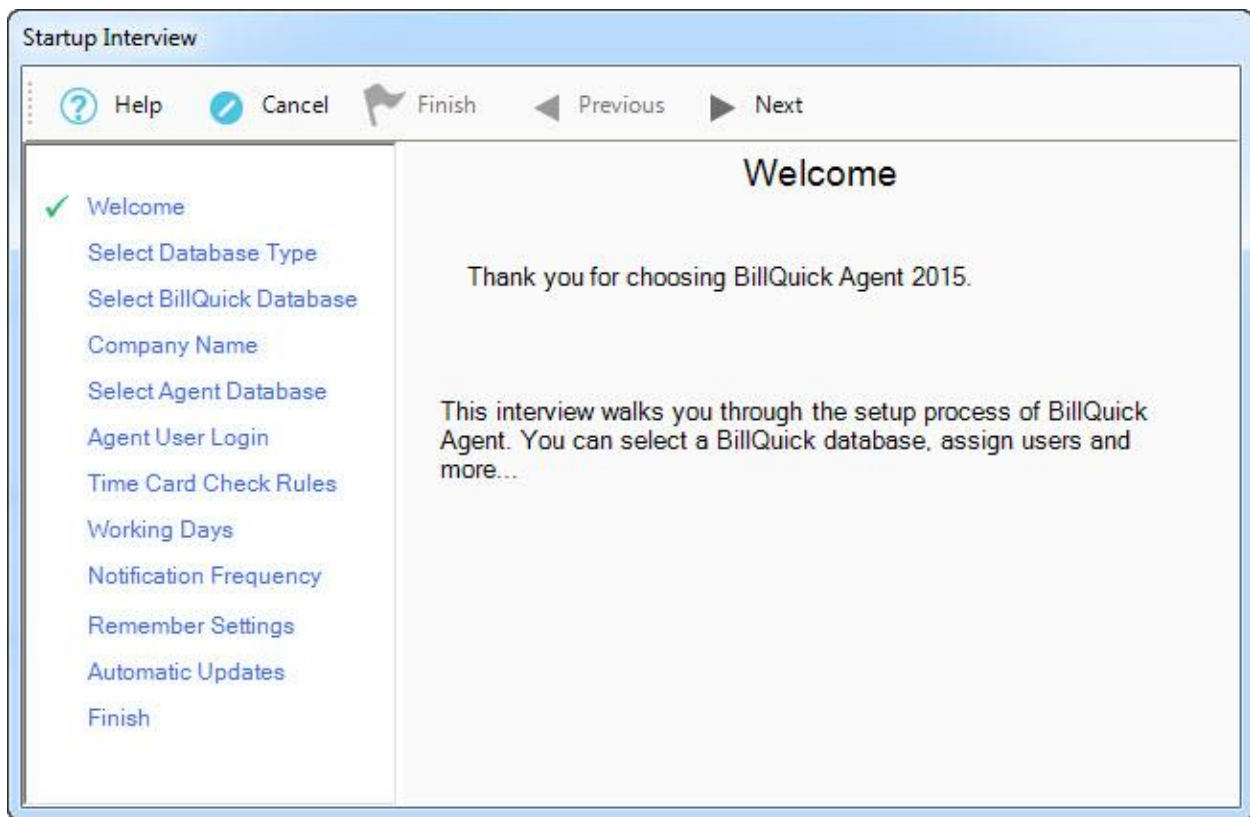 Startup Interview
Help Cancel Finish Previous Next
Welcome
Select Database Type
Select BillQuick Database
Company Name
Select Agent Database
Agent User Login
Time Card Check Rules
Working Days
Notification Frequency
Remember Settings
Automatic Updates
Finish
Welcome
Thank you for choosing BillQuick Agent 2015.
This interview walks you through the setup process of BillQuick
Agent. You can select a BillQuick database, assign users and
more...